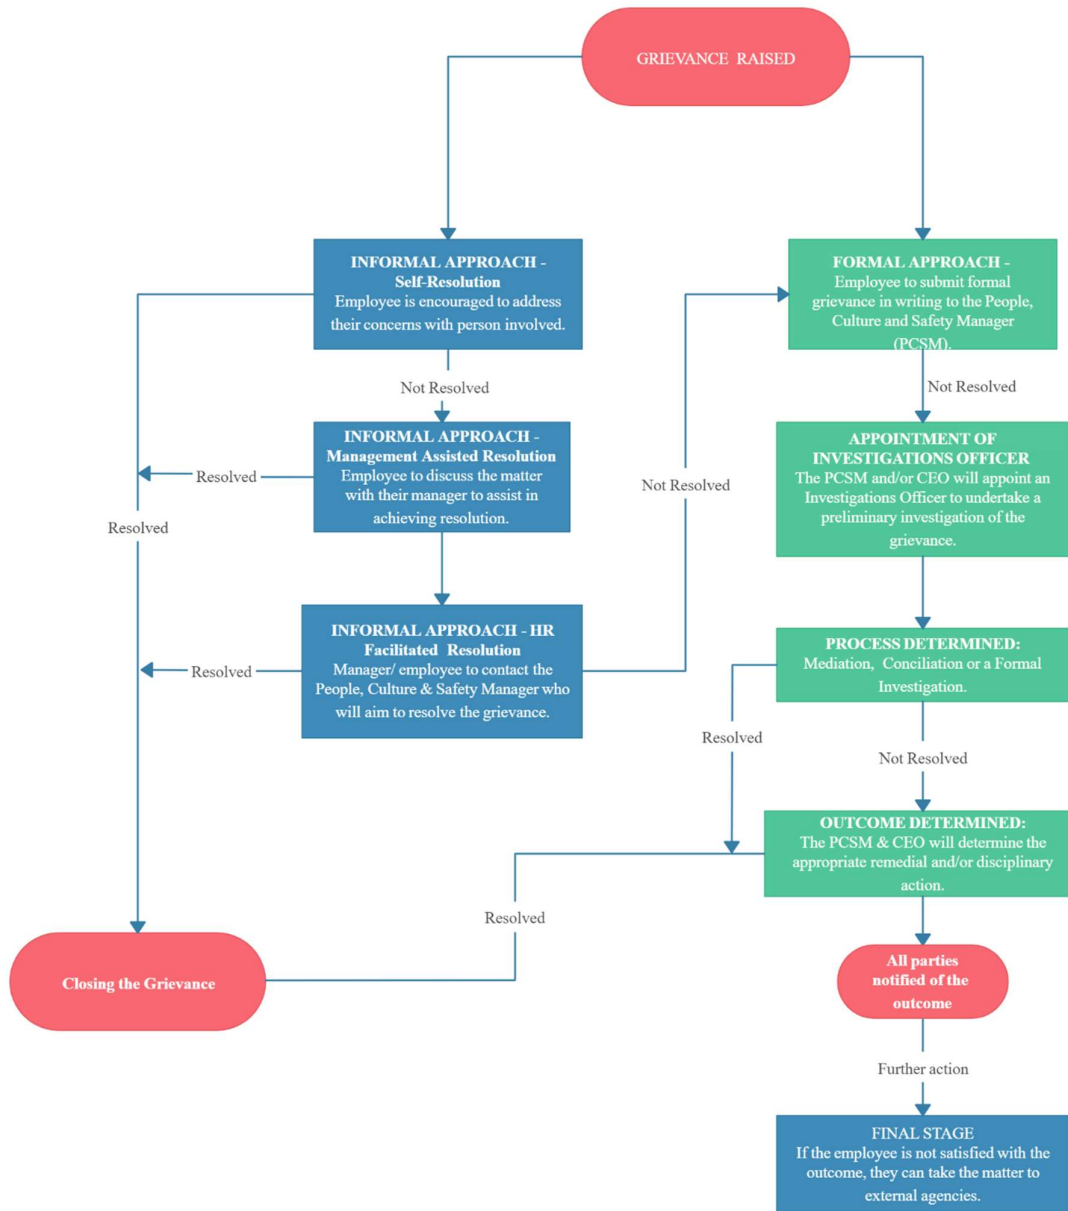 GRIEVANCE RAISED
INFORMAL APPROACH -
Self-Resolution
Employee is encouraged to address
their concerns with person involved.
FORMAL APPROACH -
Employee to submit formal
grievance in writing to the People,
Culture and Safety Manager
(PCSM).
Not Resolved
Not Resolved
INFORMAL APPROACH -
Management Assisted Resolution
Employee to discuss the matter
with their manager to assist in
achieving resolution.
Resolved
Not Resolved
APPOINTMENT OF
INVESTIGATIONS OFFICER
The PCSM and/or CEO will appoint an
Investigations Officer to undertake a
preliminary investigation of the
grievance.
Resolved
INFORMAL APPROACH - HR
Facilitated Resolution
Manager/ employee to contact the
People, Culture & Safety Manager who
will aim to resolve the grievance.
Resolved
PROCESS DETERMINED:
Mediation, Conciliation or a Formal
Investigation.
Resolved
Not Resolved
OUTCOME DETERMINED:
The PCSM & CEO will determine the
appropriate remedial and/or disciplinary
action.
Resolved
Closing the Grievance
All parties
notified of the
outcome
Further action
FINAL STAGE
If the employee is not satisfied with the
outcome, they can take the matter to
external agencies.